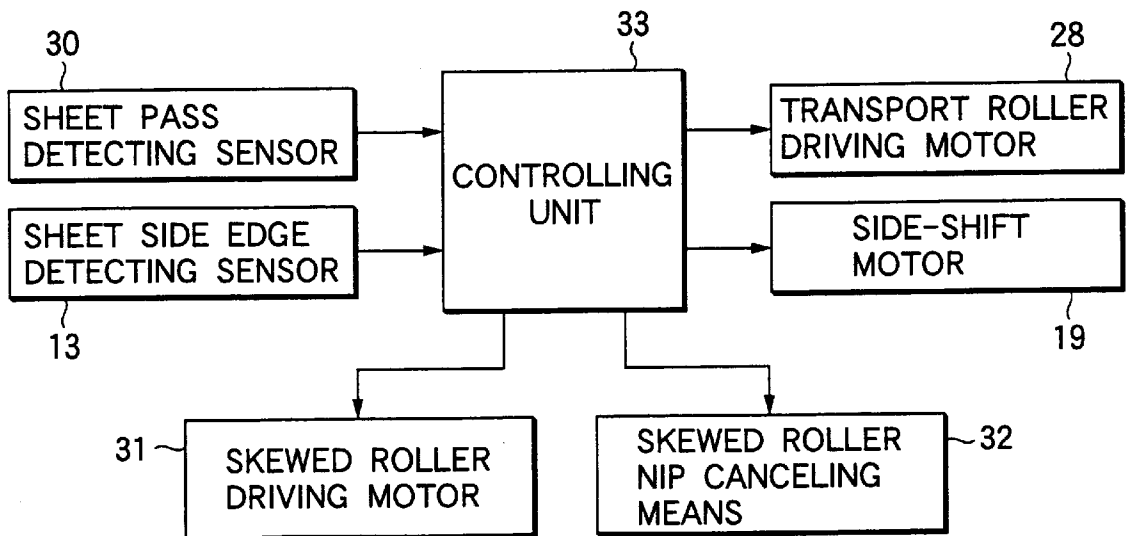 30
SHEET PASS
DETECTING SENSOR
SHEET SIDE EDGE
DETECTING SENSOR
13
33
CONTROLLING
UNIT
28
TRANSPORT ROLLER
DRIVING MOTOR
SIDE-SHIFT
MOTOR
19
31
SKEWED ROLLER
DRIVING MOTOR
SKEWED ROLLER
NIP CANCELING
MEANS
32